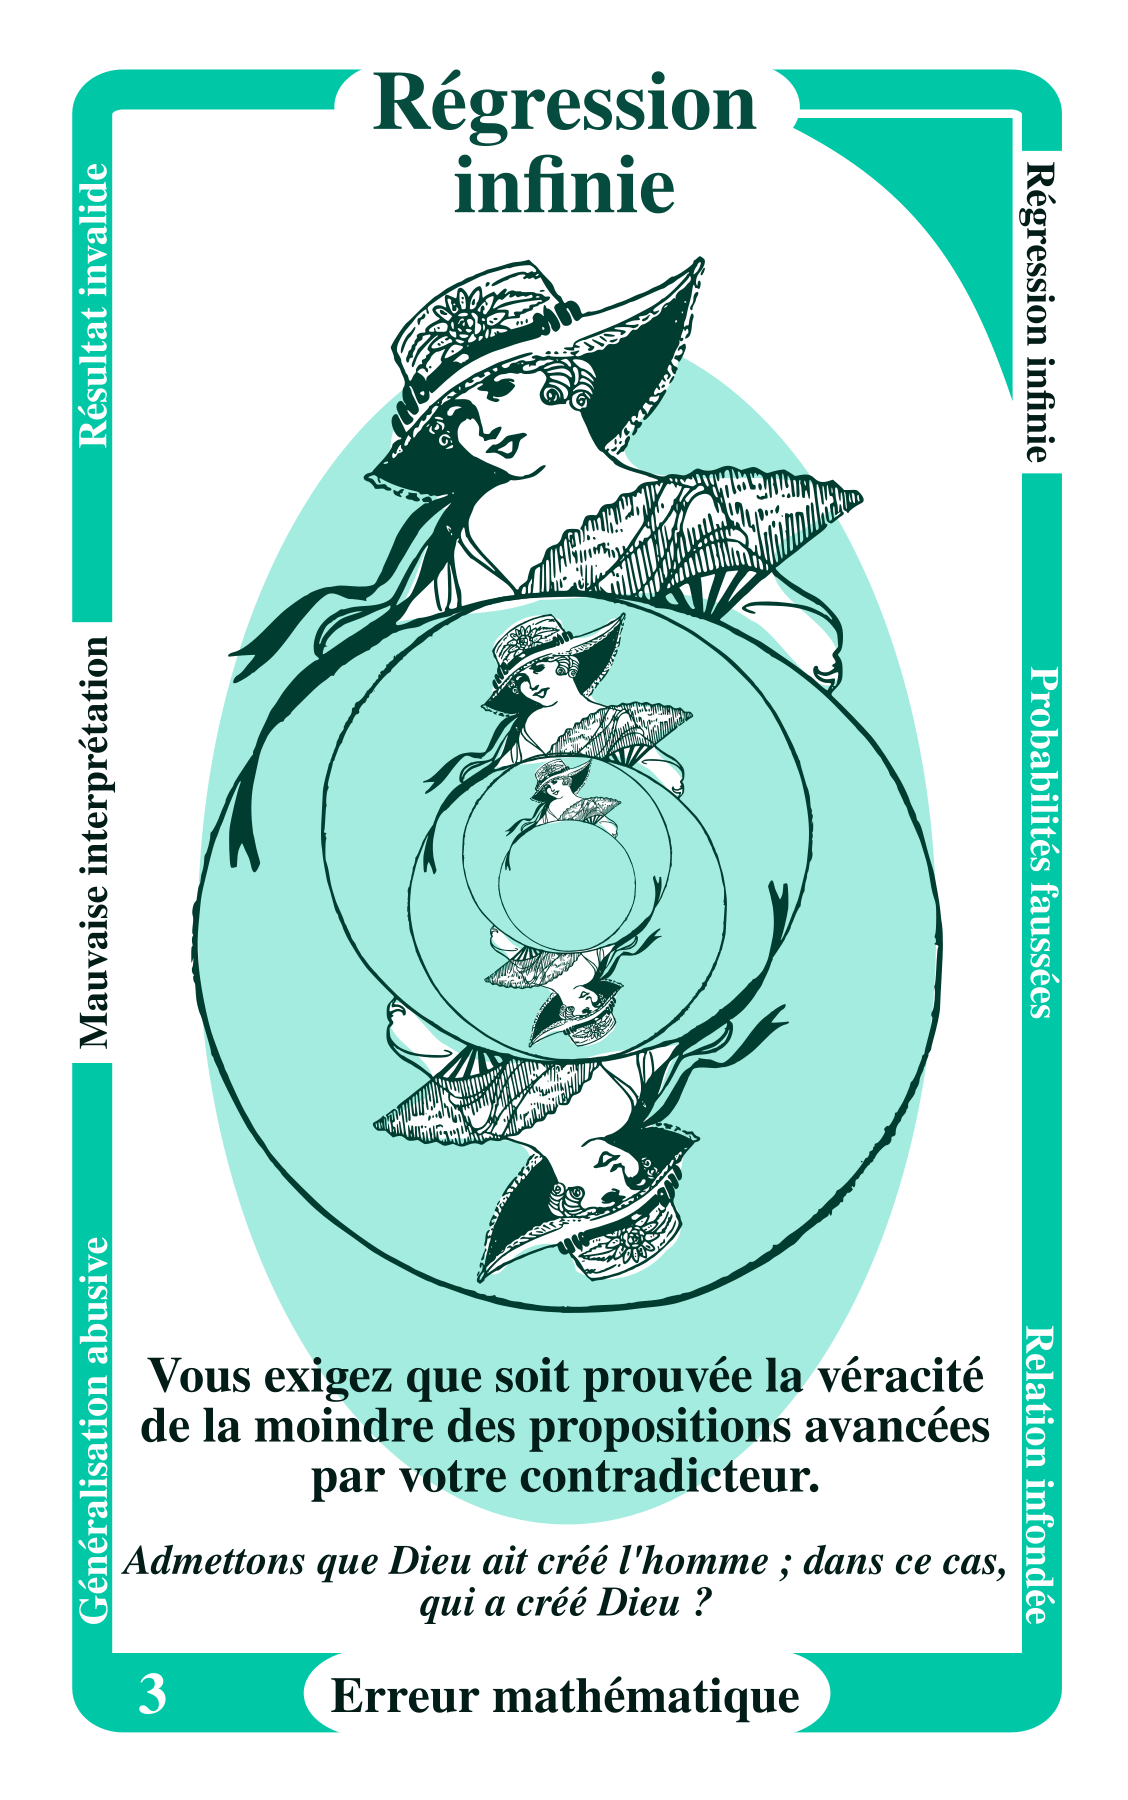 Régression
infinie
Résultat invalide
Mauvaise interprétation
Généralisation abusive
Régression infinie
Probabilités faussées
Relation infondée
Vous exigez que soit prouvée la véracité
de la moindre des propositions avancées
par votre contradicteur.
Admettons que Dieu ait créé l'homme ; dans ce cas,
qui a créé Dieu ?
3
Erreur mathématique